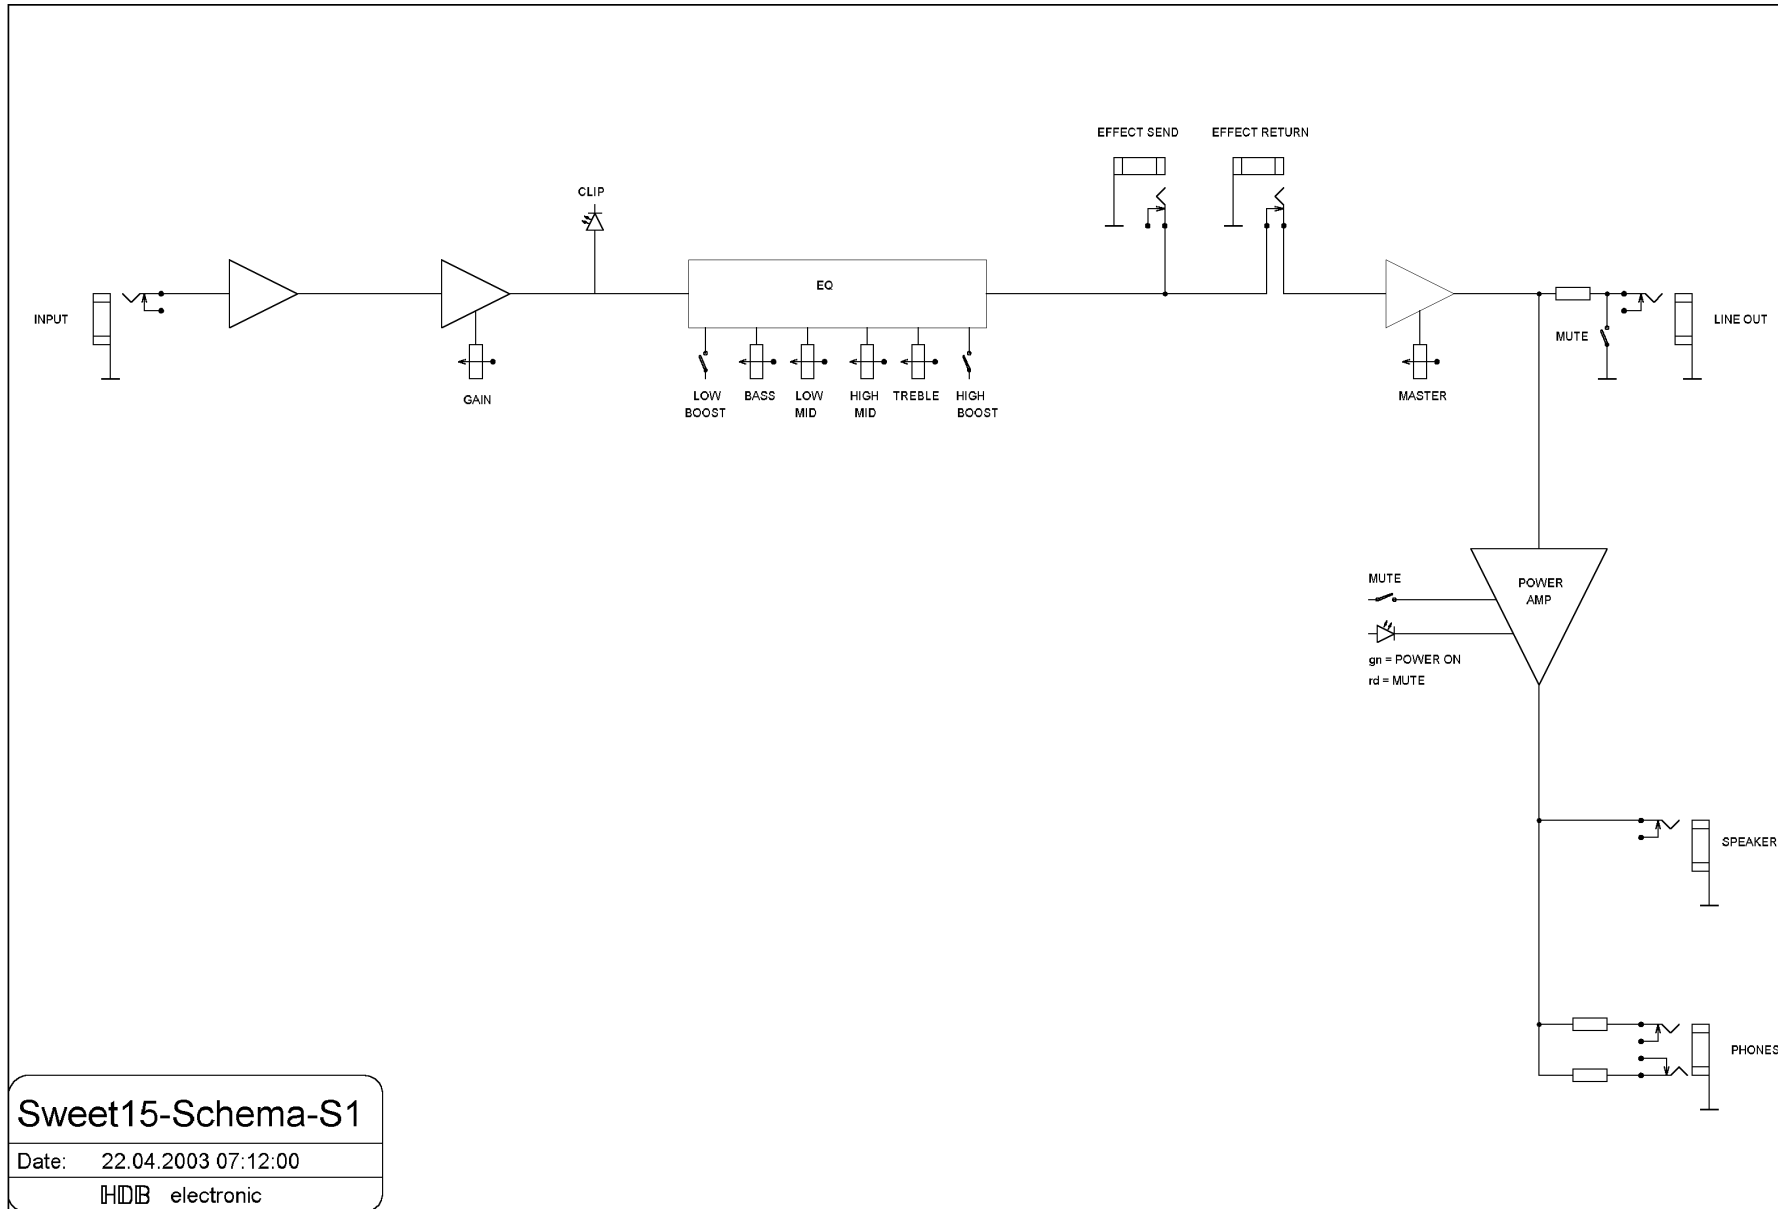 EFFECT SEND
EFFECT RETURN
CLIP
EQ
INPUT
LINE OUT
MUTE
GAIN
LOW
BOOST
BASS
LOW
MID
HIGH
MID
TREBLE
HIGH
BOOST
MASTER
MUTE
POWER
AMP
gn = POWER ON
rd = MUTE
SPEAKER
PHONES
Sweet15-Schema-S1
Date: 22.04.2003 07:12:00
HDB electronic